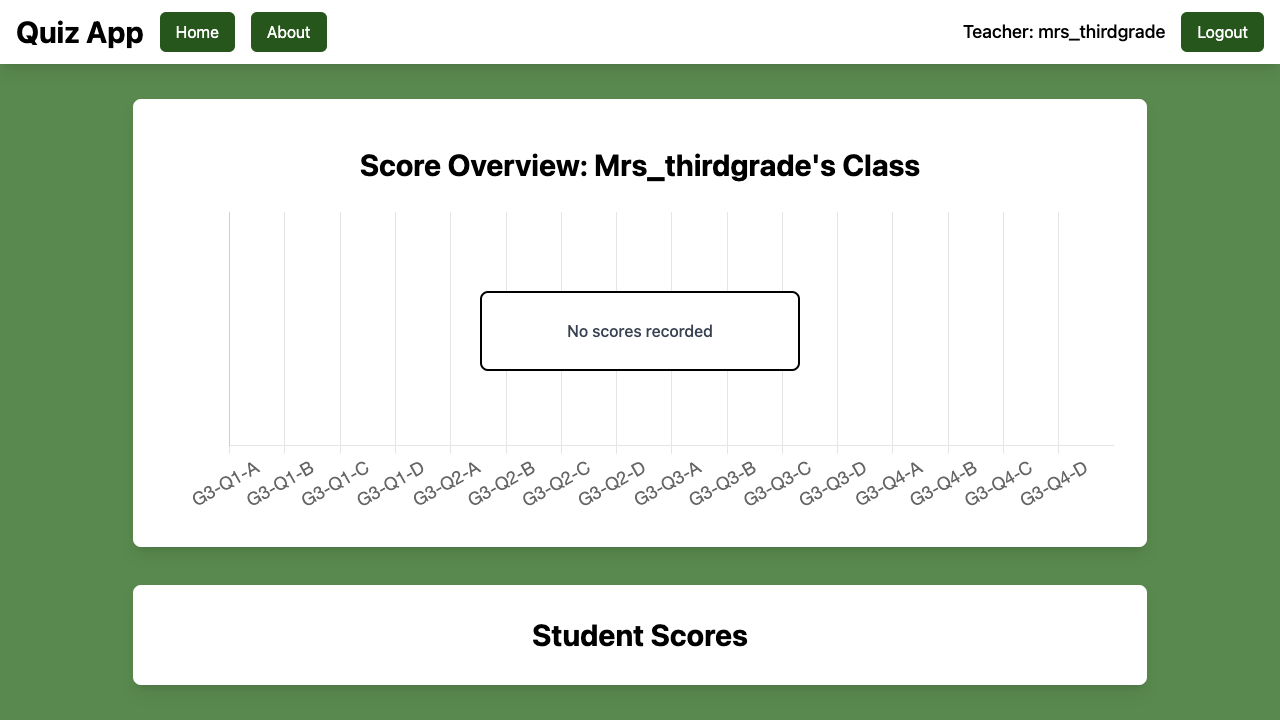 Quiz App
Home
About
Teacher: mrs_thirdgrade
Logout
Score Overview: Mrs_thirdgrade's Class
No scores recorded
G3-Q1-A
G3-Q1-B
G3-Q1-C
G3-Q1-D
G3-Q2-A
G3-Q2-B
G3-Q2-C
G3-Q2-D
G3-Q3-A
G3-Q3-B
G3-Q3-C
G3-Q3-D
G3-Q4-A
G3-Q4-B
G3-Q4-C
G3-Q4-D
Student Scores